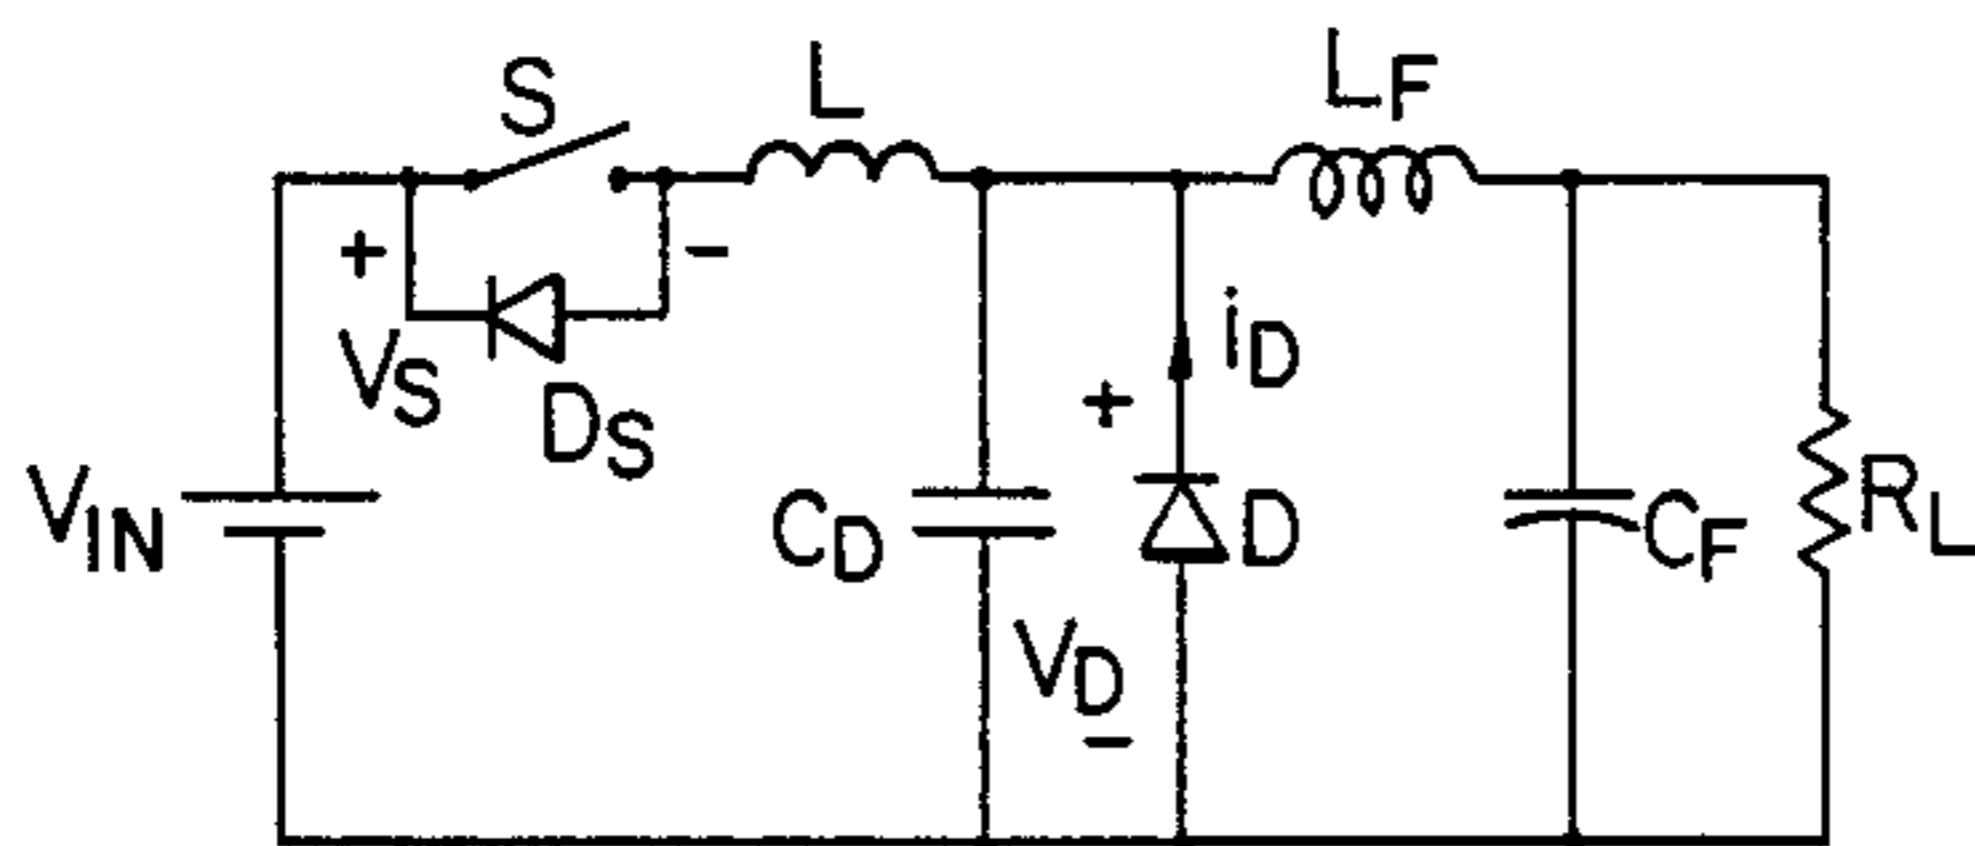 S
L
LF
+
-
VS
DS
iD
+
VIN
CD
D
CF
RL
VD
-